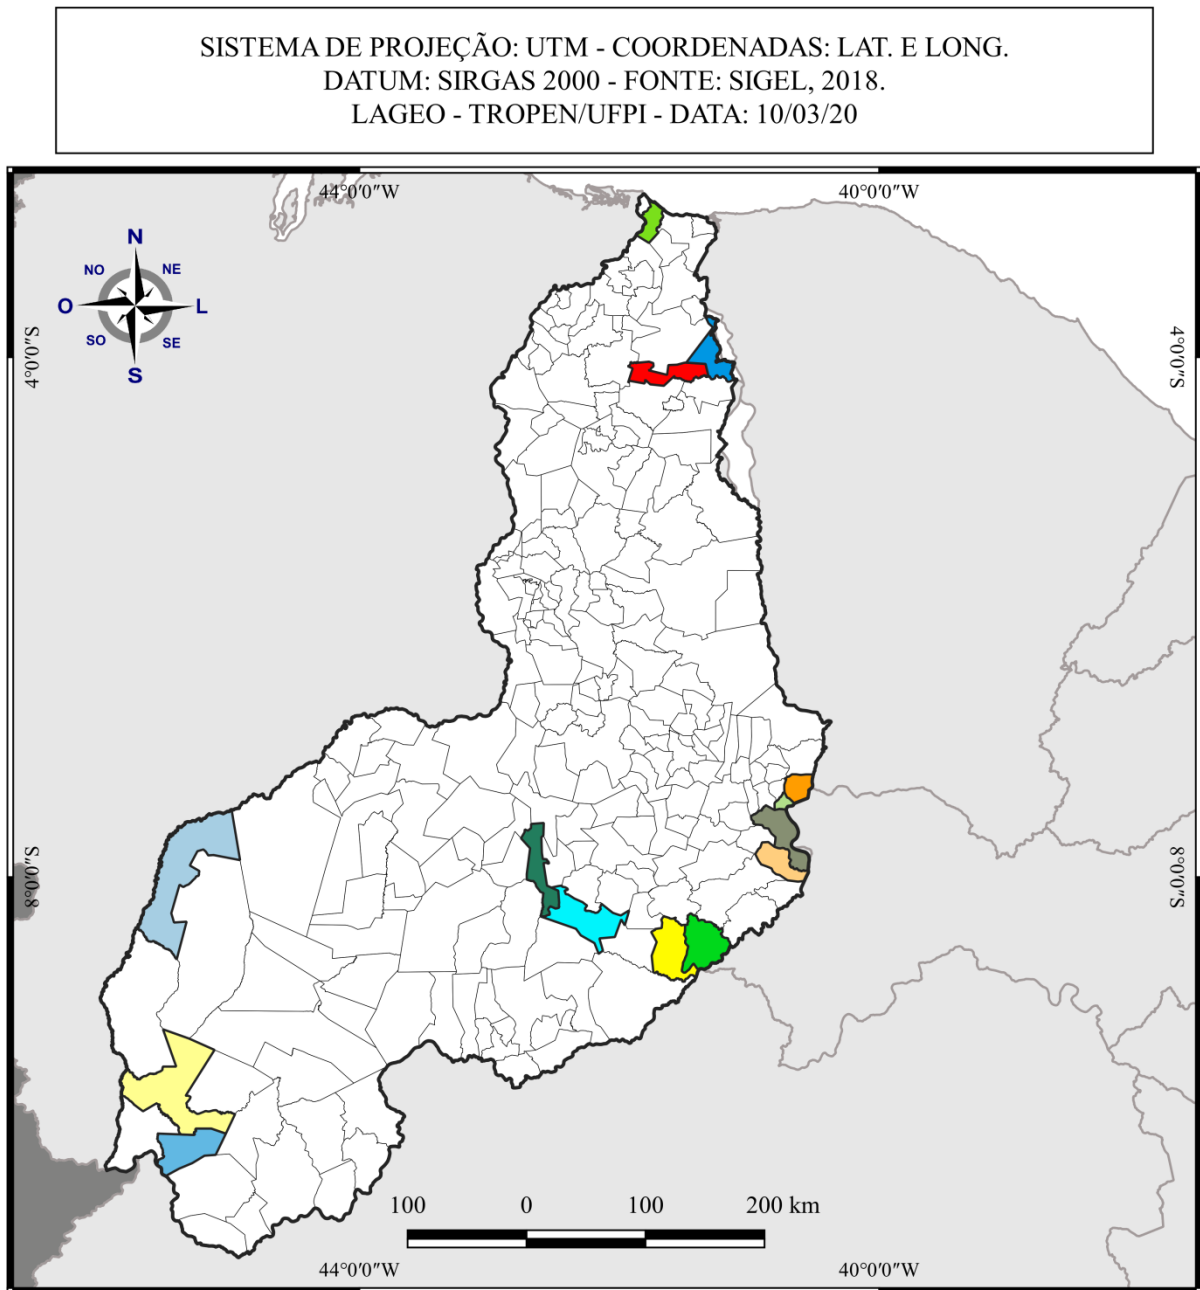 SISTEMA DE PROJEÇÃO: UTM - COORDENADAS: LAT. E LONG.
DATUM: SIRGAS 2000 - FONTE: SIGEL, 2018.
LAGEO - TROPEN/UFPI - DATA: 10/03/20
44°0'0"W
40°0'0"W
N
NO
NE
O
L
SO
SE
S
4°0'0"S
4°0'0"S
8°0'0"S
8°0'0"S
100
0
100
200 km
44°0'0"W
40°0'0"W